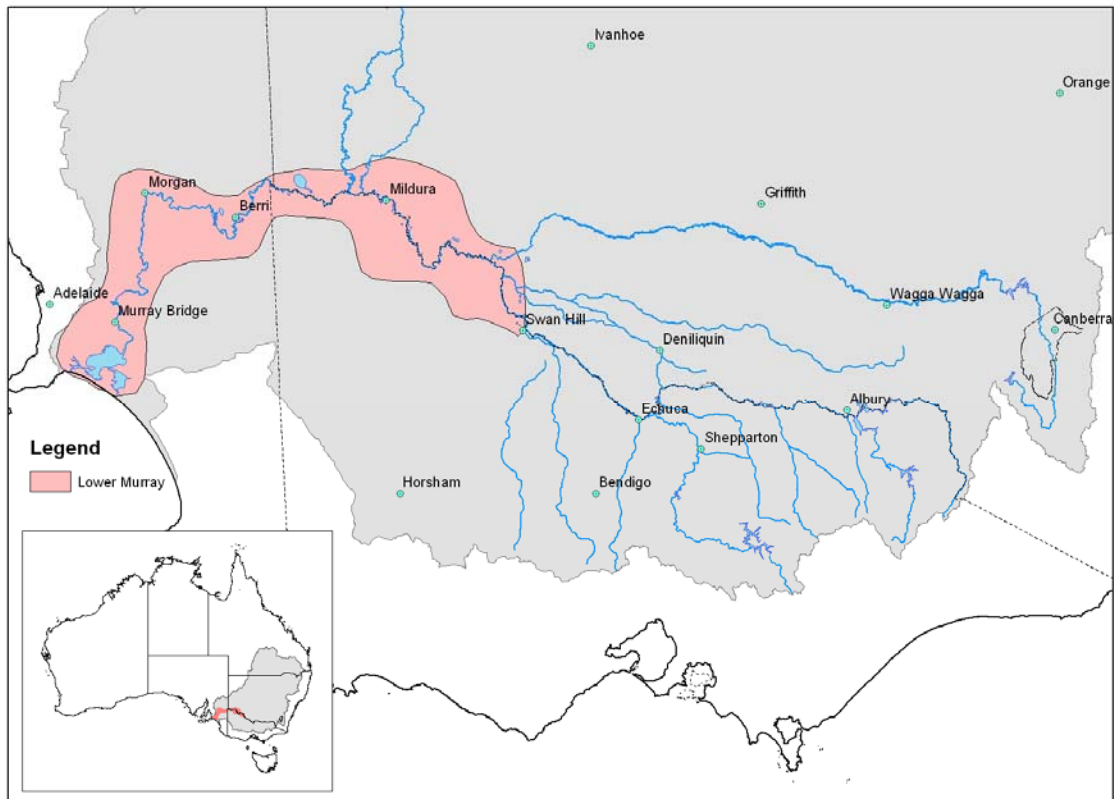 Ivanhoe
Orange
Morgan
Mildura
Berri
Griffith
Adelaide
Murray Bridge
Wagga Wagga
Canberra
Swan Hill
Deniliquin
Albury
Echuca
Shepparton
Legend
Lower Murray
Horsham
Bendigo